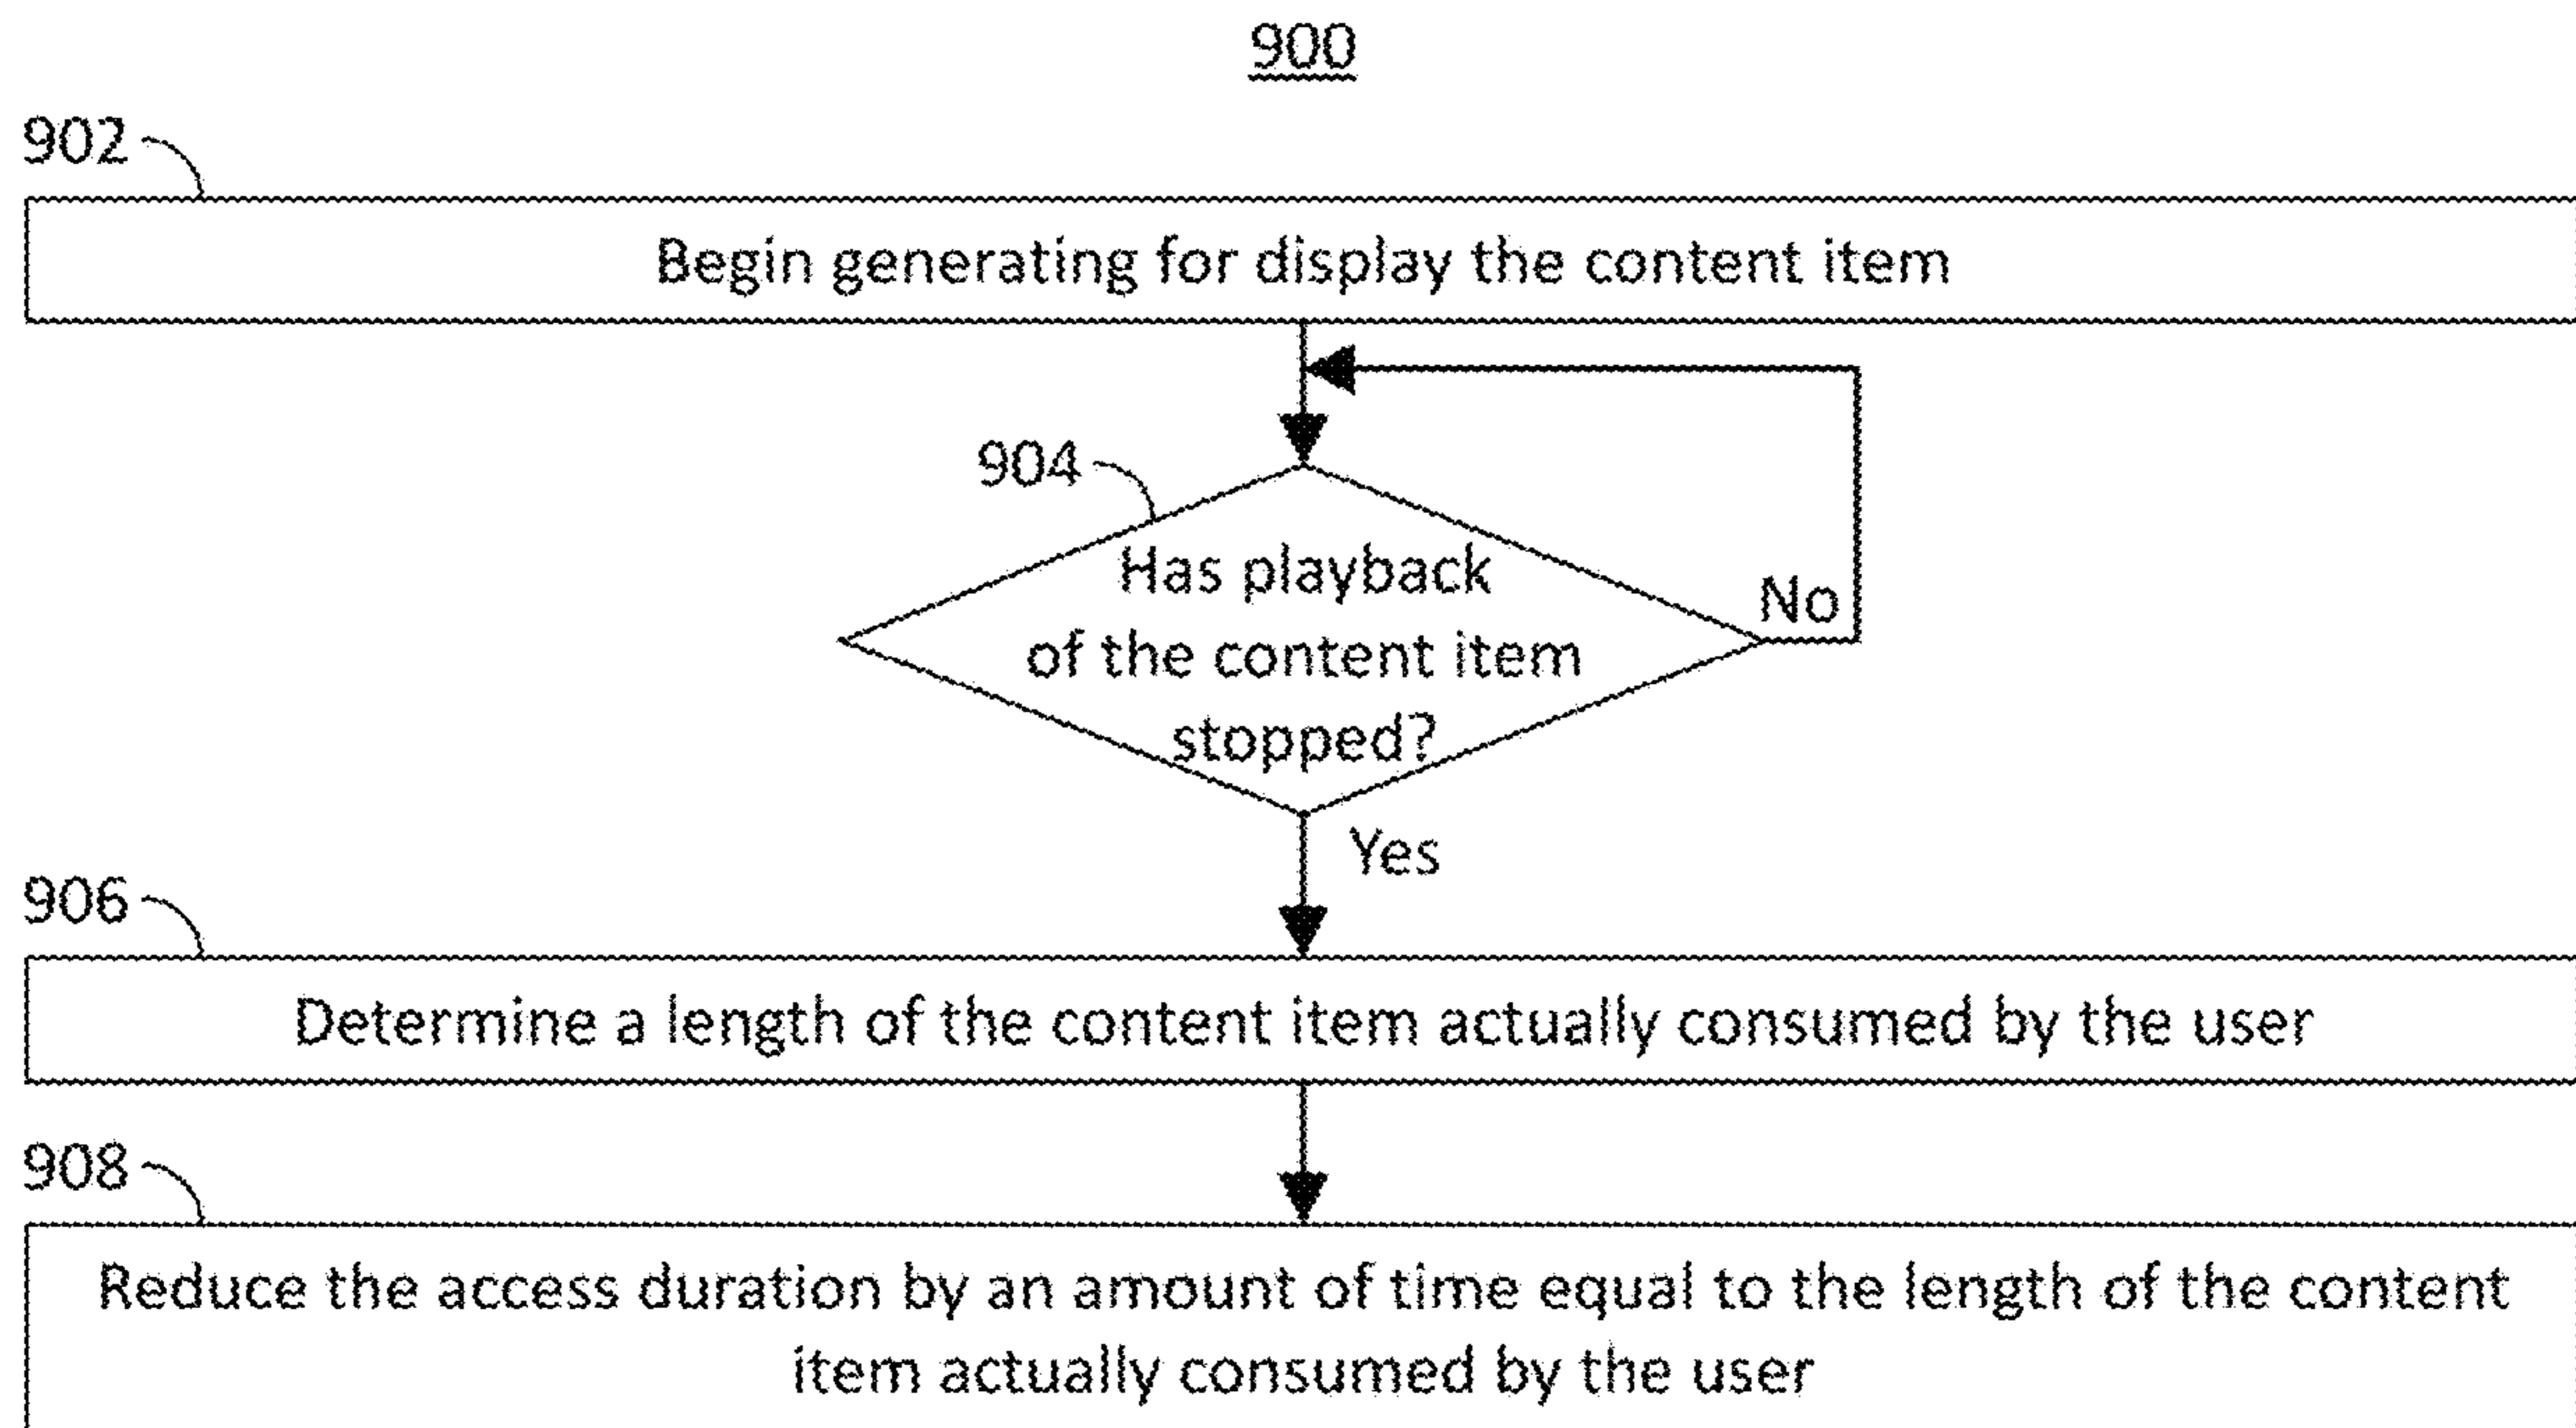 900
902
Begin generating for display the content item
904
Has playback
of the content item
stopped?
No
Yes
906
Determine a length of the content item actually consumed by the user
908
Reduce the access duration by an amount of time equal to the length of the content
item actually consumed by the user